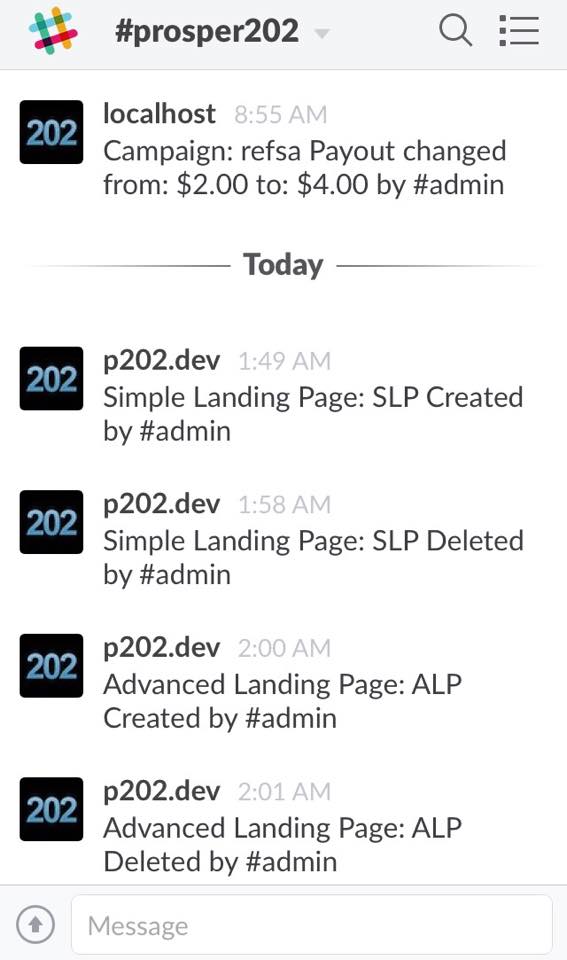 #prosper202
202
localhost 8:55 AM
Campaign: refsa Payout changed
from: $2.00 to: $4.00 by #admin
Today
202
p202.dev 1:49 AM
Simple Landing Page: SLP Created
by #admin
202
p202.dev 1:58 AM
Simple Landing Page: SLP Deleted
by #admin
202
p202.dev 2:00 AM
Advanced Landing Page: ALP
Created by #admin
202
p202.dev 2:01 AM
Advanced Landing Page: ALP
Deleted by #admin
Message